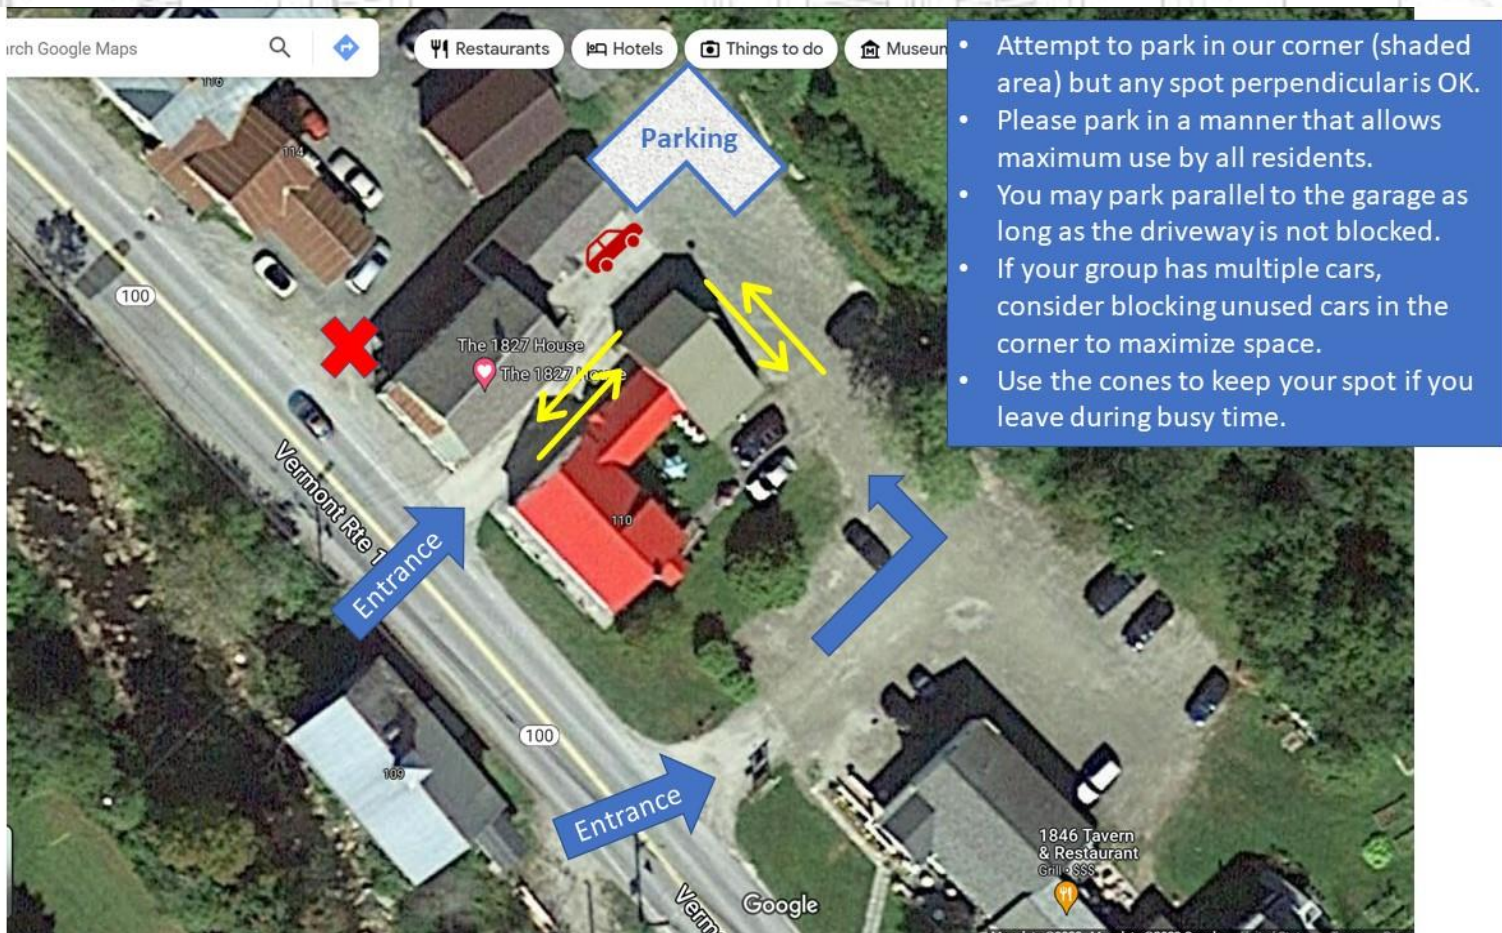 rch Google Maps
Restaurants
Hotels
Things to do
Museum
116
114
Parking
100
The 1827 House
The 1827 House
Vermont Rte 1
Entrance
110
100
109
Entrance
1846 Tavern
& Restaurant
Grill • $$$
Google
Verm
• Attempt to park in our corner (shaded
area) but any spot perpendicular is OK.
• Please park in a manner that allows
maximum use by all residents.
• You may park parallel to the garage as
long as the driveway is not blocked.
• If your group has multiple cars,
consider blocking unused cars in the
corner to maximize space.
• Use the cones to keep your spot if you
leave during busy time.